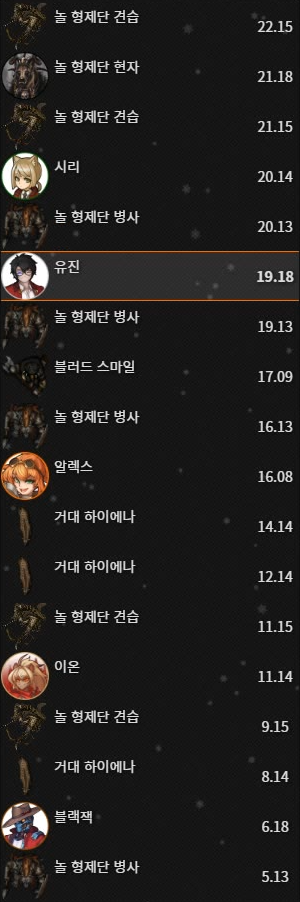 놀 형제단 견습
22.15
놀 형제단 현자
21.18
놀 형제단 견습
21.15
시리
20.14
놀 형제단 병사
20.13
유진
19.18
놀 형제단 병사
19.13
블러드 스마일
17.09
놀 형제단 병사
16.13
알렉스
16.08
거대 하이에나
14.14
거대 하이에나
12.14
놀 형제단 견습
11.15
이온
11.14
놀 형제단 견습
9.15
거대 하이에나
8.14
블랙잭
6.18
놀 형제단 병사
5.13